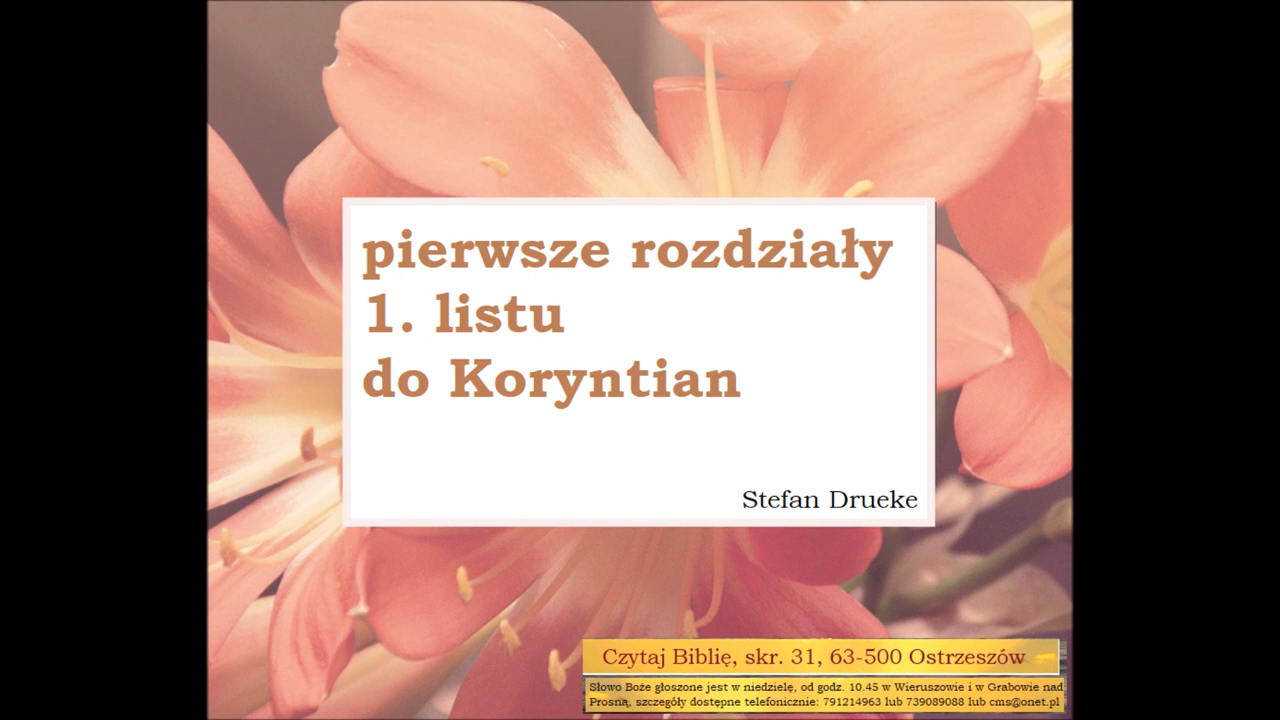 pierwsze rozdziały
1. listu
do Koryntian
Stefan Drueke
Czytaj Biblię, skr. 31, 63-500 Ostrzeszów
Słowo Boże głoszone jest w niedzielę, od godz. 10.45 w Wieruszowie i w Grabowie nad
Prosną, szczegóły dostępne telefonicznie: 791214963 lub 739089088 lub cms@onet.pl